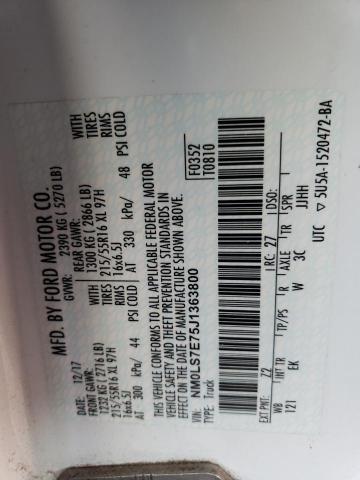 MFD. BY FORD MOTOR CO.
12/17 GVWR: 2390 KG ( 5270 LB)
FRONT GAWR: REAR GAWR: WITH
1232 KG ( 2716 LB) 1300 KG ( 2866 LB) TIRES
215/55R16 XL 97H 215/55R16 XL 97H RIMS
16x6.5J 16x6.5J PSI COLD
AT 300 kPa/ 44 PSI COLD AT 330 kPa/ 48
WITH
TIRES
RIMS
THIS VEHICLE CONFORMS TO ALL APPLICABLE FEDERAL MOTOR
VEHICLE SAFETY AND THEFT PREVENTION STANDARDS IN
EFFECT ON THE DATE OF MANUFACTURE SHOWN ABOVE.
VIN: NM0LS7E75J1363800
TYPE: Truck
F0352
T0810
EXT PNT: Z2 RC: 27 DSO:
WB INT TR TP/PS R AXLE TR SPR
121 EK W 3C JJHH
UTC 5U5A-1520472-BA